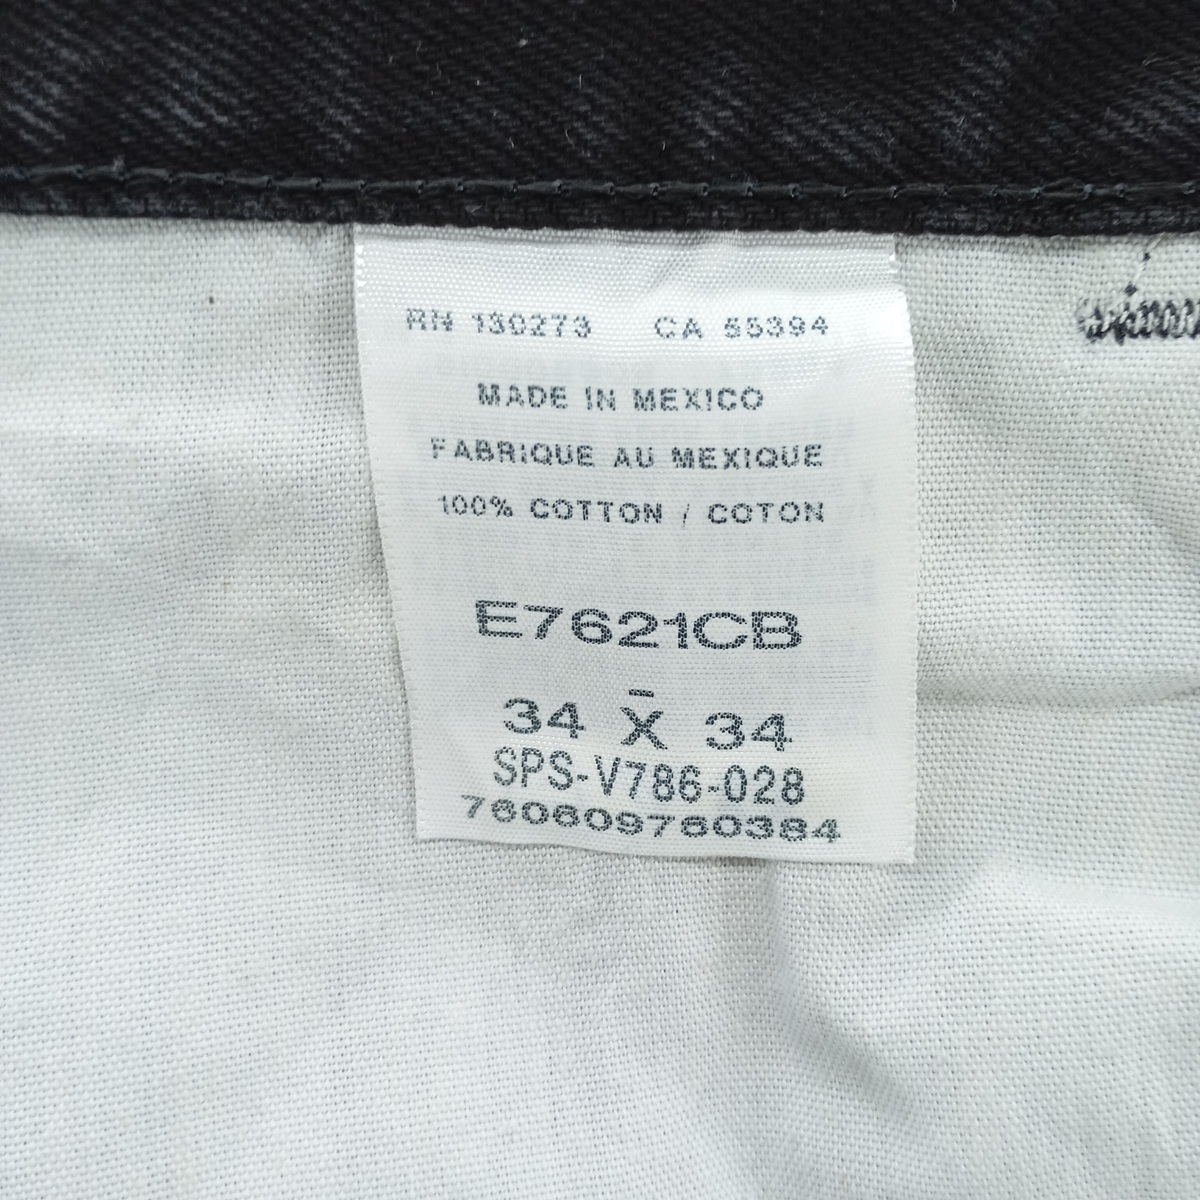 RN 130273 CA 55394
MADE IN MEXICO
FABRIQUE AU MEXIQUE
100% COTTON / COTON
E7621CB
34 X̄ 34
SPS-V786-028
760609760384